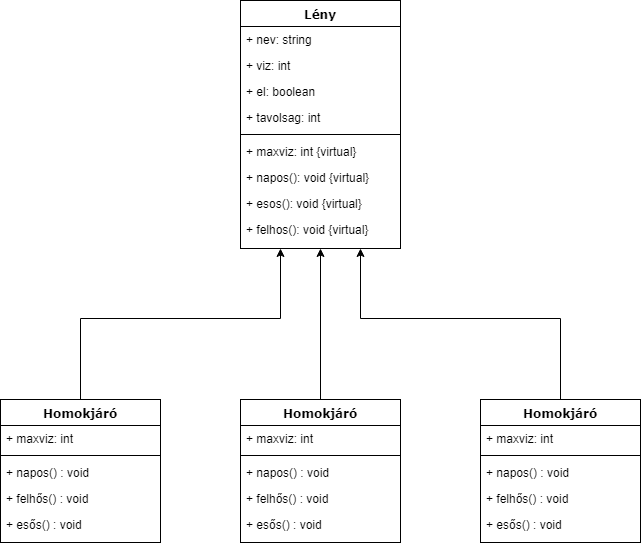 Lény
+ nev: string
+ viz: int
+ el: boolean
+ tavolsag: int
+ maxviz: int {virtual}
+ napos(): void {virtual}
+ esos(): void {virtual}
+ felhos(): void {virtual}
Homokjáró
+ maxviz: int
+ napos() : void
+ felhős() : void
+ esős() : void
Homokjáró
+ maxviz: int
+ napos() : void
+ felhős() : void
+ esős() : void
Homokjáró
+ maxviz: int
+ napos() : void
+ felhős() : void
+ esős() : void